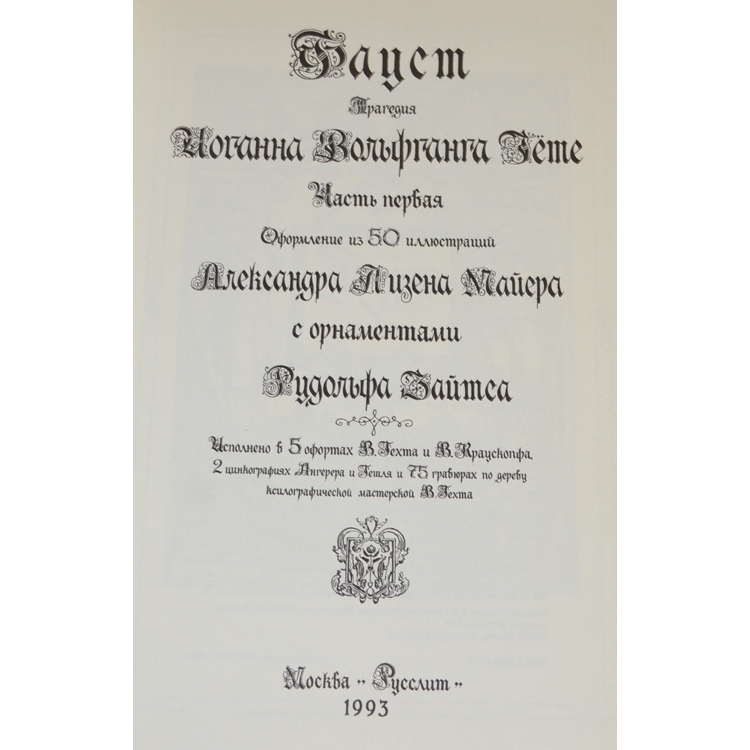 Фауст
Трагедия
Иоганна Вольфганга Гёте
Часть первая
Оформление из 50 иллюстраций
Александра Лизена Майера
с орнаментами
Рудольфа Зайтса
Исполнено в 5 офортах В. Гехта и В. Краускопфа,
2 цинкографиях Ангерера и Гешля и 75 гравюрах по дереву
ксилографической мастерской В. Гехта
Москва "Русслит"
1993